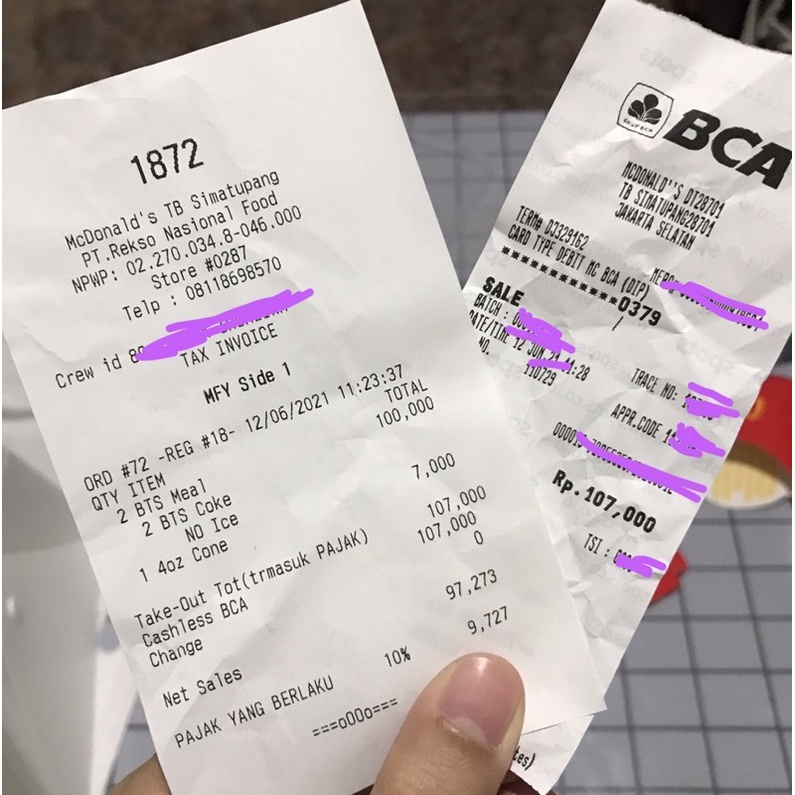 1872
McDonald's TB Simatupang
PT.Rekso Nasional Food
NPWP: 02.270.034.8-046.000
Store #0287
Telp : 08118698570
Crew id
TAX INVOICE
MFY Side 1
ORD #72 -REG #18- 12/06/2021 11:23:37
QTY ITEM TOTAL
2 BTS Meal 100,000
2 BTS Coke
NO Ice
1 4oz Cone 7,000
Take-Out Tot(trmasuk PAJAK) 107,000
Cashless BCA 107,000
Change 0
Net Sales 97,273
PAJAK YANG BERLAKU 10% 9,727
===o00o===
BCA
MCDONALD''S DT28701
TB SIMATUPANG28701
JAKARTA SELATAN
TERM# D3329162
CARD TYPE DEBIT MC BCA (DIP)
************0379
/
SALE
BATCH :
DATE/TIME 12 JUN 11:28
NO. 110729
TRACE NO:
APPR.CODE
Rp.107,000
TSI :